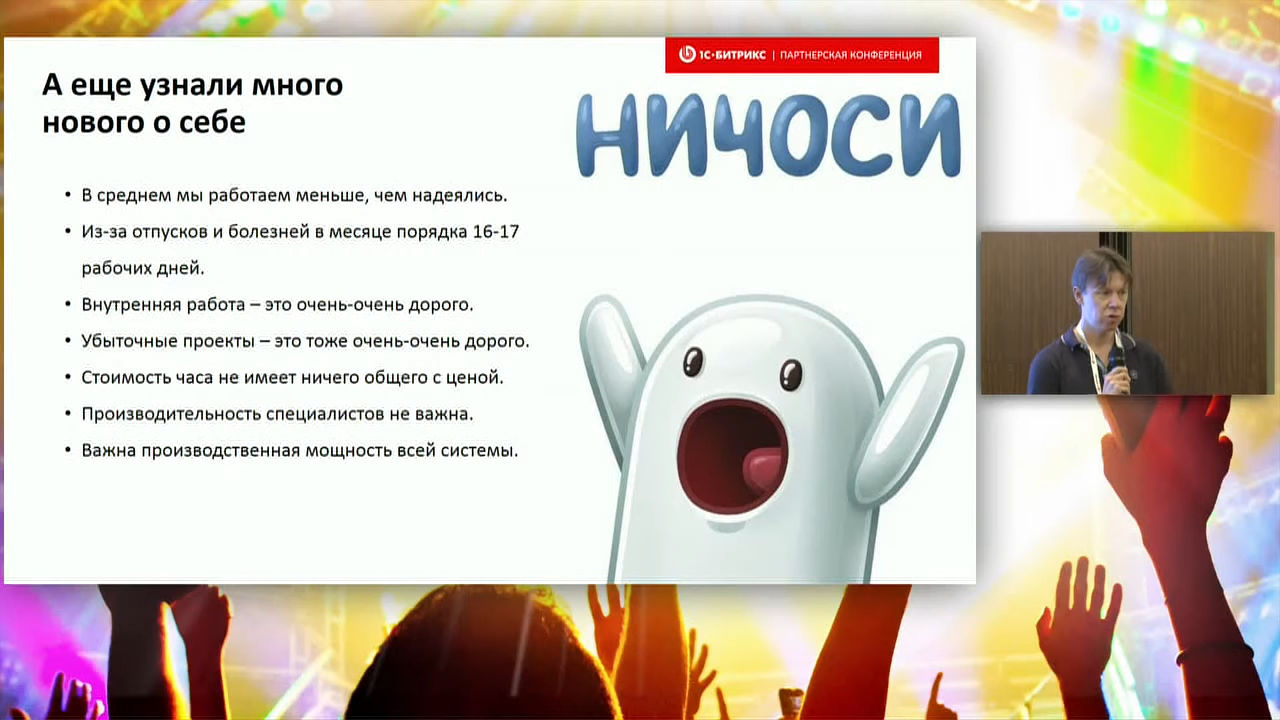 1С-БИТРИКС | ПАРТНЕРСКАЯ КОНФЕРЕНЦИЯ
А еще узнали много
нового о себе
НИЧОСИ
• В среднем мы работаем меньше, чем надеялись.
• Из-за отпусков и болезней в месяце порядка 16-17
рабочих дней.
• Внутренняя работа – это очень-очень дорого.
• Убыточные проекты – это тоже очень-очень дорого.
• Стоимость часа не имеет ничего общего с ценой.
• Производительность специалистов не важна.
• Важна производственная мощность всей системы.